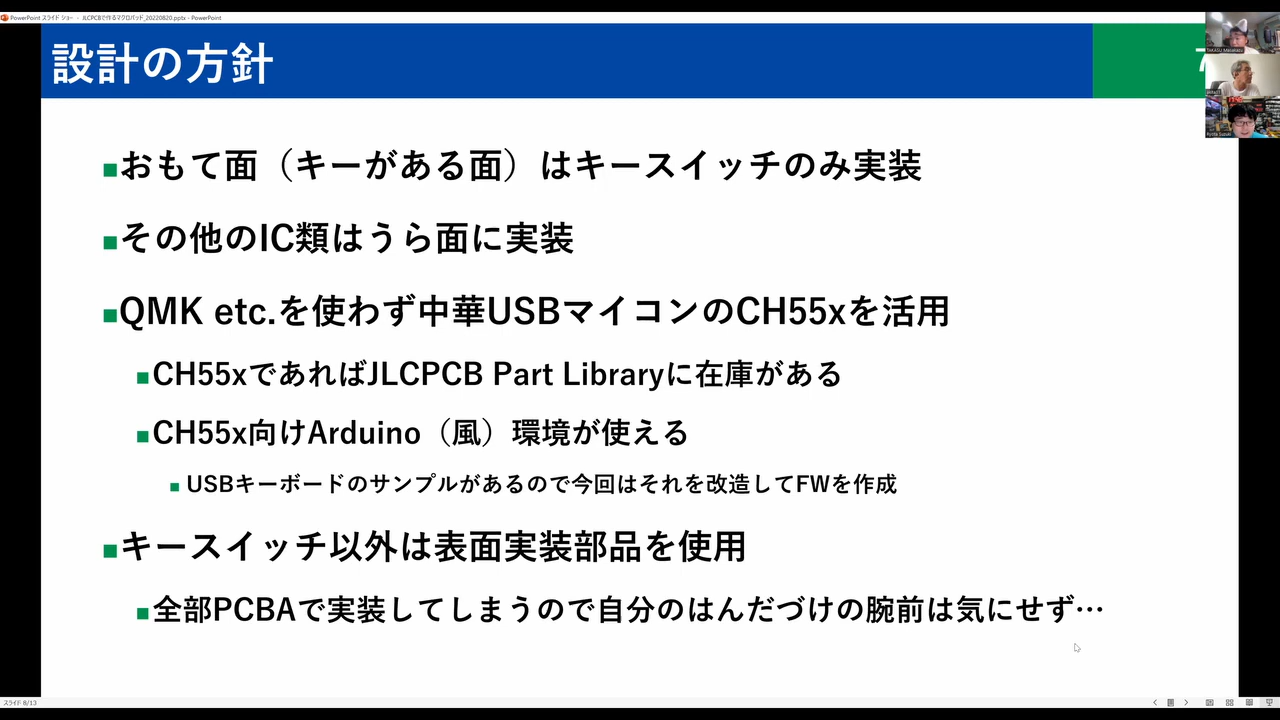 PowerPoint スライド ショー - JLCPCBで作るマクロパッド_20220820.pptx - PowerPoint
設計の方針
7
■おもて面（キーがある面）はキースイッチのみ実装
■その他のIC類はうら面に実装
■QMK etc.を使わず中華USBマイコンのCH55xを活用
■CH55xであればJLCPCB Part Libraryに在庫がある
■CH55x向けArduino（風）環境が使える
■USBキーボードのサンプルがあるので今回はそれを改造してFWを作成
■キースイッチ以外は表面実装部品を使用
■全部PCBAで実装してしまうので自分のはんだづけの腕前は気にせず…
TAKASU Masakazu
Ryota Suzuki
スライド 8/13